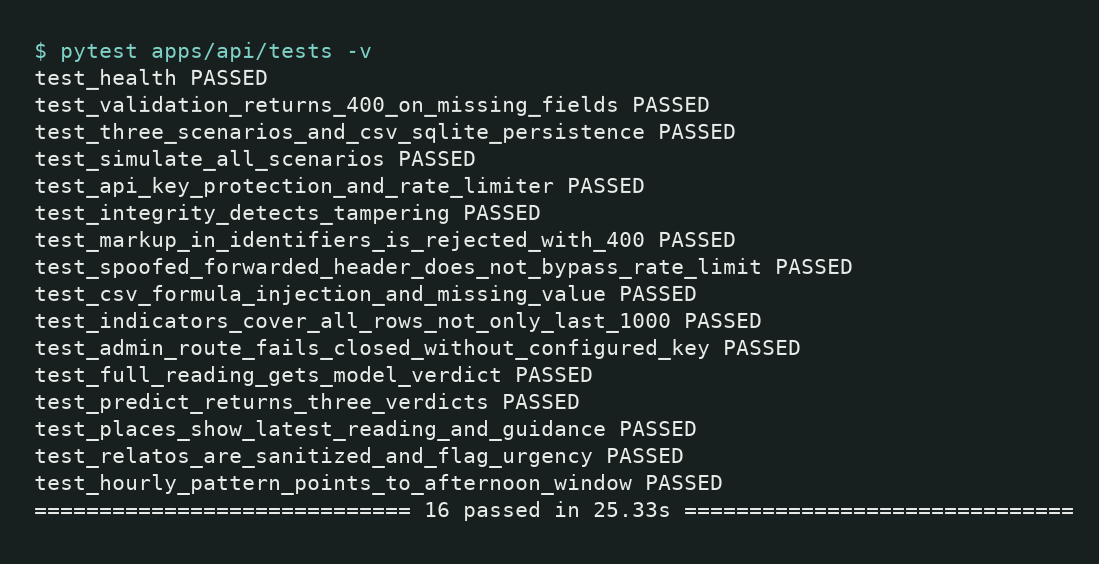 $ pytest apps/api/tests -v
test_health PASSED
test_validation_returns_400_on_missing_fields PASSED
test_three_scenarios_and_csv_sqlite_persistence PASSED
test_simulate_all_scenarios PASSED
test_api_key_protection_and_rate_limiter PASSED
test_integrity_detects_tampering PASSED
test_markup_in_identifiers_is_rejected_with_400 PASSED
test_spoofed_forwarded_header_does_not_bypass_rate_limit PASSED
test_csv_formula_injection_and_missing_value PASSED
test_indicators_cover_all_rows_not_only_last_1000 PASSED
test_admin_route_fails_closed_without_configured_key PASSED
test_full_reading_gets_model_verdict PASSED
test_predict_returns_three_verdicts PASSED
test_places_show_latest_reading_and_guidance PASSED
test_relatos_are_sanitized_and_flag_urgency PASSED
test_hourly_pattern_points_to_afternoon_window PASSED
============================= 16 passed in 25.33s ==============================